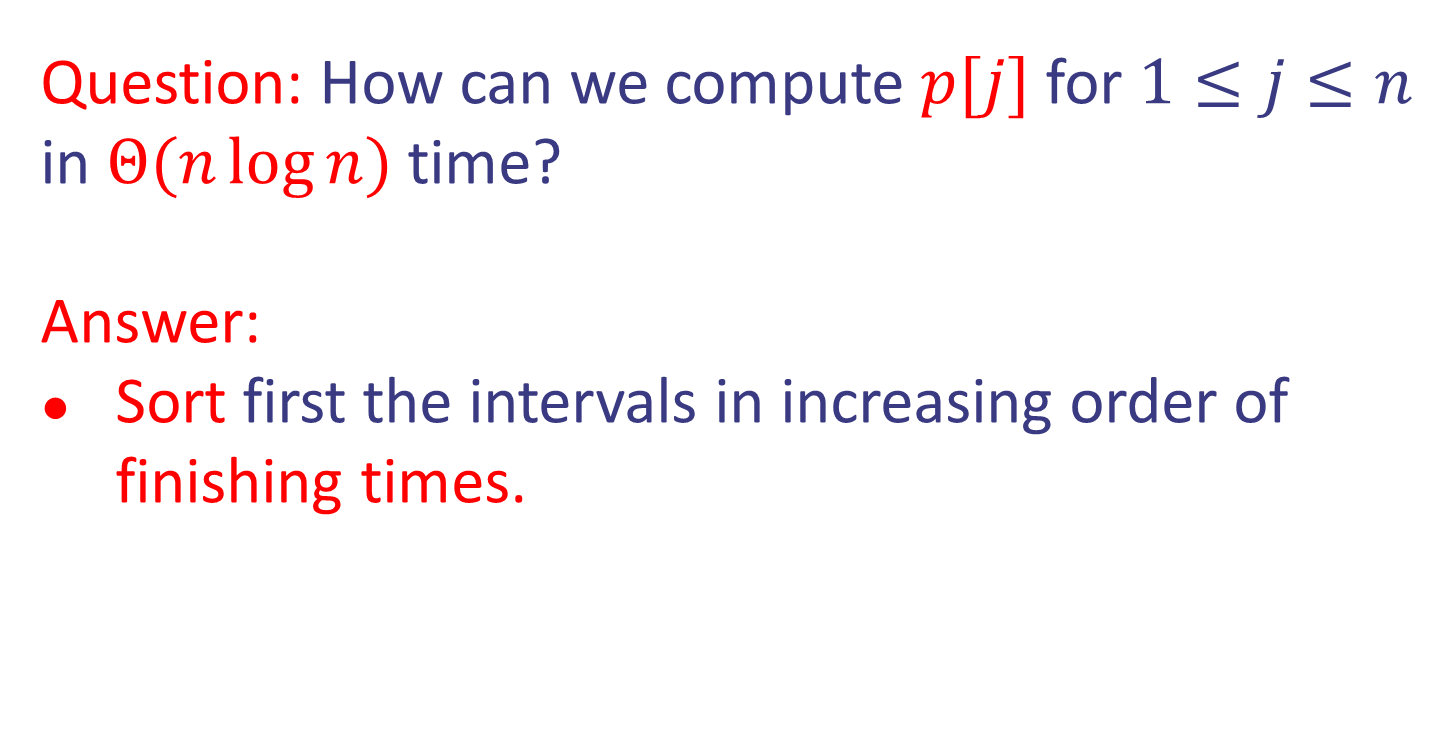 Question: How can we compute p[j] for 1 ≤ j ≤ n
in Θ(n log n) time?
Answer:
• Sort first the intervals in increasing order of
finishing times.